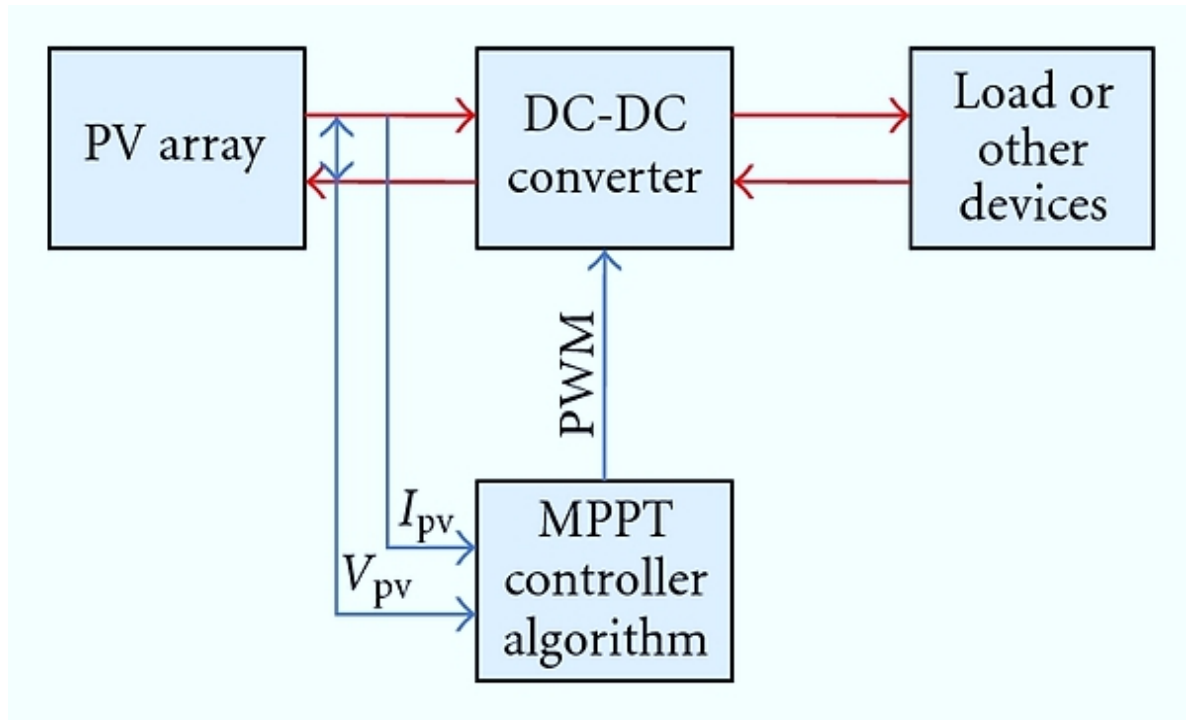 PV array
DC-DC
converter
Load or
other
devices
PWM
Ipv
Vpv
MPPT
controller
algorithm